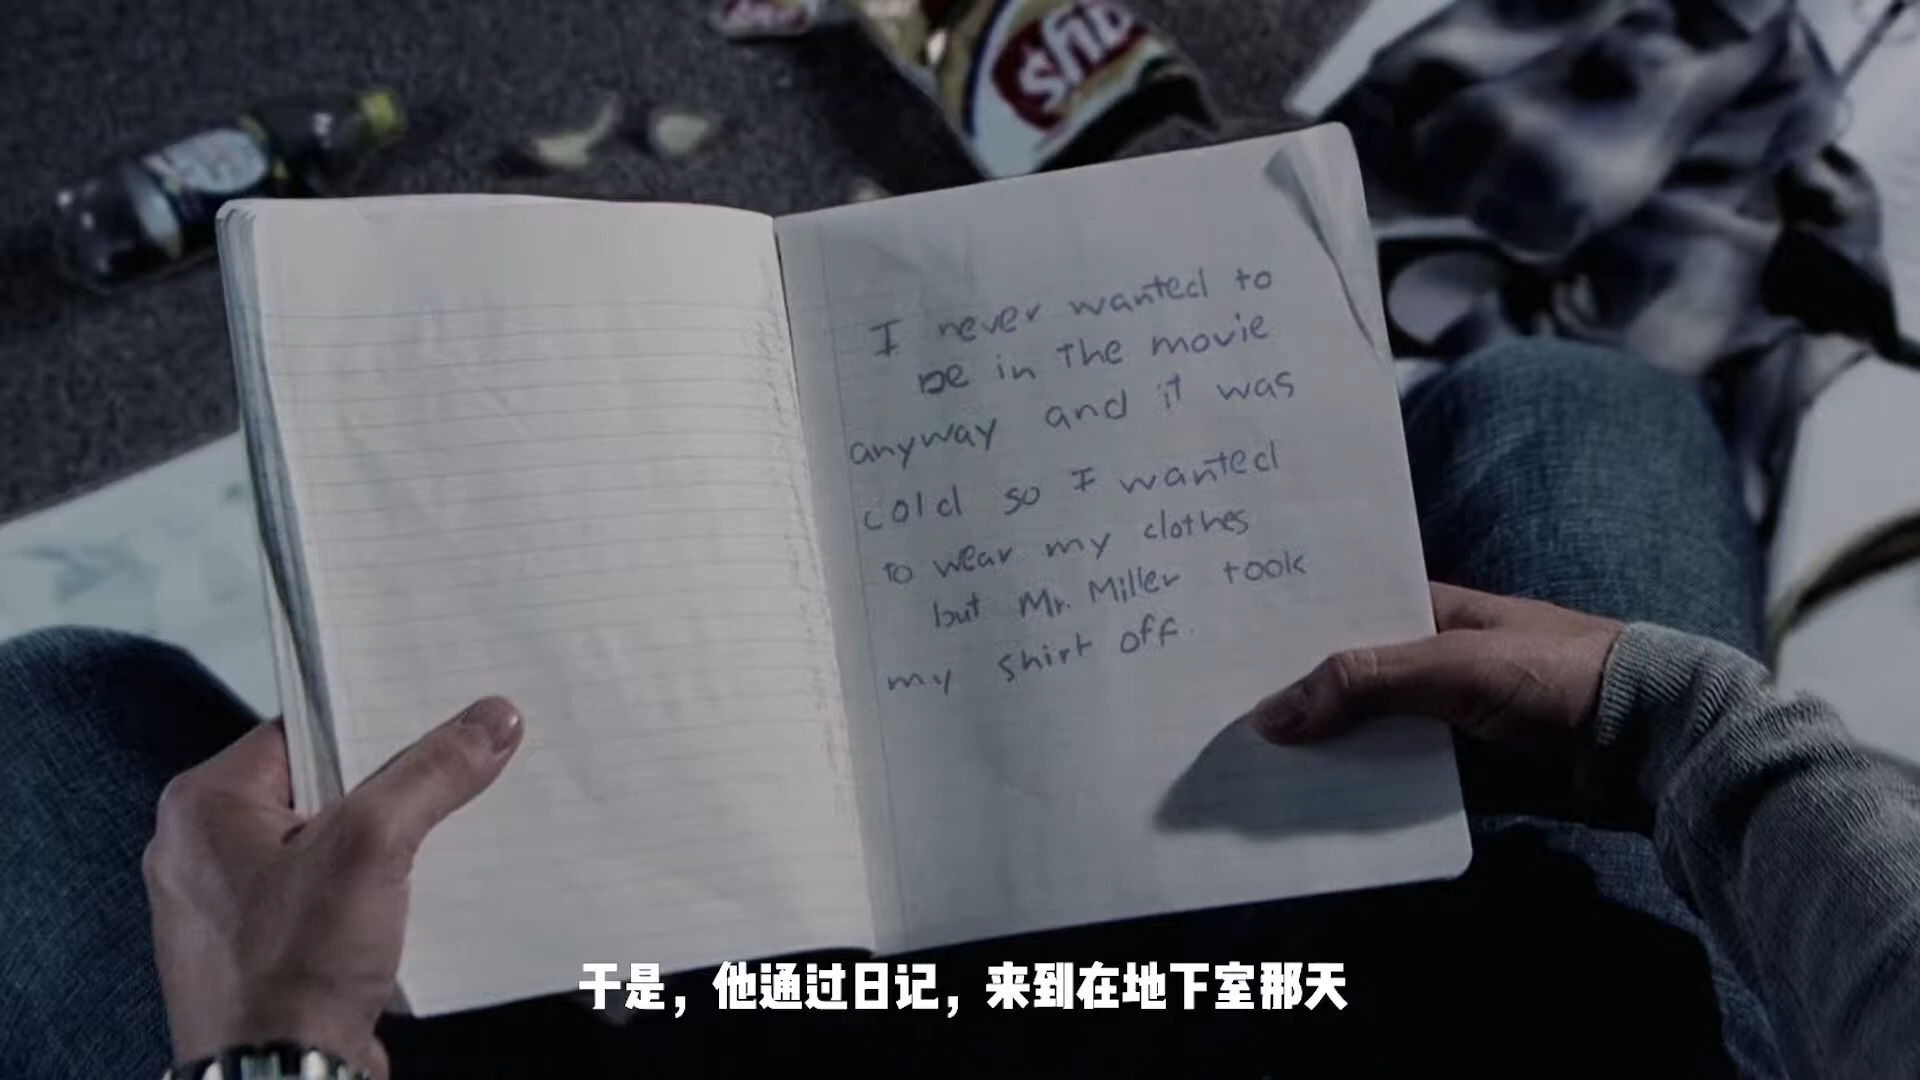 I never wanted to
be in the movie
anyway and it was
cold so I wanted
to wear my clothes
but Mr. Miller took
my shirt off.
于是，他通过日记，来到在地下室那天